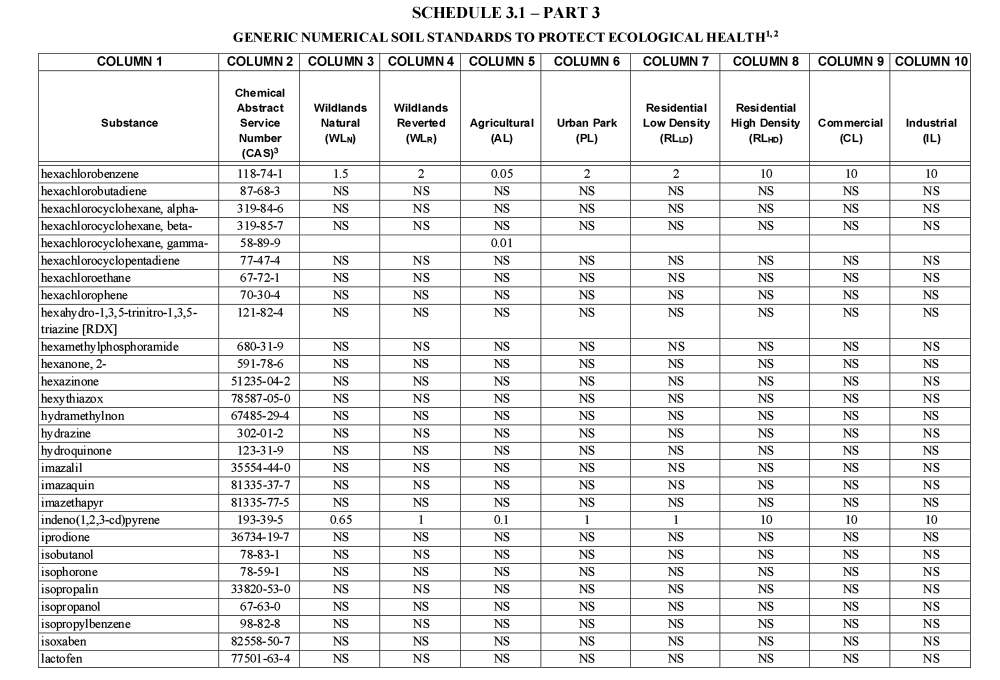 SCHEDULE 3.1 – PART 3
GENERIC NUMERICAL SOIL STANDARDS TO PROTECT ECOLOGICAL HEALTH1, 2
COLUMN 1 COLUMN 2 COLUMN 3 COLUMN 4 COLUMN 5 COLUMN 6 COLUMN 7 COLUMN 8 COLUMN 9 COLUMN 10
Substance Chemical Abstract Service Number (CAS)3 Wildlands Natural (WLN) Wildlands Reverted (WLR) Agricultural (AL) Urban Park (PL) Residential Low Density (RLLD) Residential High Density (RLHD) Commercial (CL) Industrial (IL)
hexachlorobenzene 118-74-1 1.5 2 0.05 2 2 10 10 10
hexachlorobutadiene 87-68-3 NS NS NS NS NS NS NS NS
hexachlorocyclohexane, alpha- 319-84-6 NS NS NS NS NS NS NS NS
hexachlorocyclohexane, beta- 319-85-7 NS NS NS NS NS NS NS NS
hexachlorocyclohexane, gamma- 58-89-9 0.01
hexachlorocyclopentadiene 77-47-4 NS NS NS NS NS NS NS NS
hexachloroethane 67-72-1 NS NS NS NS NS NS NS NS
hexachlorophene 70-30-4 NS NS NS NS NS NS NS NS
hexahydro-1,3,5-trinitro-1,3,5- 121-82-4 NS NS NS NS NS NS NS NS
triazine [RDX]
hexamethylphosphoramide 680-31-9 NS NS NS NS NS NS NS NS
hexanone, 2- 591-78-6 NS NS NS NS NS NS NS NS
hexazinone 51235-04-2 NS NS NS NS NS NS NS NS
hexythiazox 78587-05-0 NS NS NS NS NS NS NS NS
hydramethylnon 67485-29-4 NS NS NS NS NS NS NS NS
hydrazine 302-01-2 NS NS NS NS NS NS NS NS
hydroquinone 123-31-9 NS NS NS NS NS NS NS NS
imazalil 35554-44-0 NS NS NS NS NS NS NS NS
imazaquin 81335-37-7 NS NS NS NS NS NS NS NS
imazethapyr 81335-77-5 NS NS NS NS NS NS NS NS
indeno(1,2,3-cd)pyrene 193-39-5 0.65 1 0.1 1 1 10 10 10
iprodione 36734-19-7 NS NS NS NS NS NS NS NS
isobutanol 78-83-1 NS NS NS NS NS NS NS NS
isophorone 78-59-1 NS NS NS NS NS NS NS NS
isopropalin 33820-53-0 NS NS NS NS NS NS NS NS
isopropanol 67-63-0 NS NS NS NS NS NS NS NS
isopropylbenzene 98-82-8 NS NS NS NS NS NS NS NS
isoxaben 82558-50-7 NS NS NS NS NS NS NS NS
lactofen 77501-63-4 NS NS NS NS NS NS NS NS